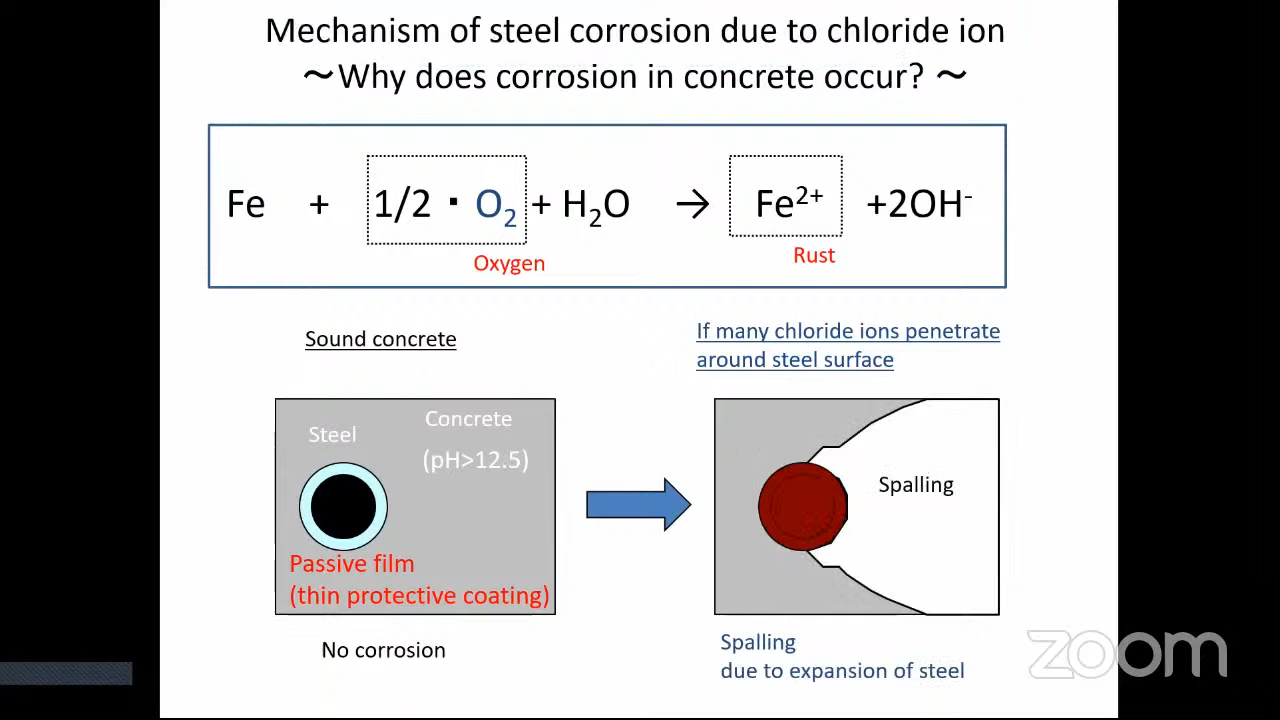 Mechanism of steel corrosion due to chloride ion
～Why does corrosion in concrete occur? ～
Fe + 1/2・O₂ + H₂O → Fe²⁺ +2OH⁻
Oxygen
Rust
Sound concrete
If many chloride ions penetrate
around steel surface
Steel
Concrete
(pH>12.5)
Passive film
(thin protective coating)
No corrosion
Spalling
Spalling
due to expansion of steel
zoom